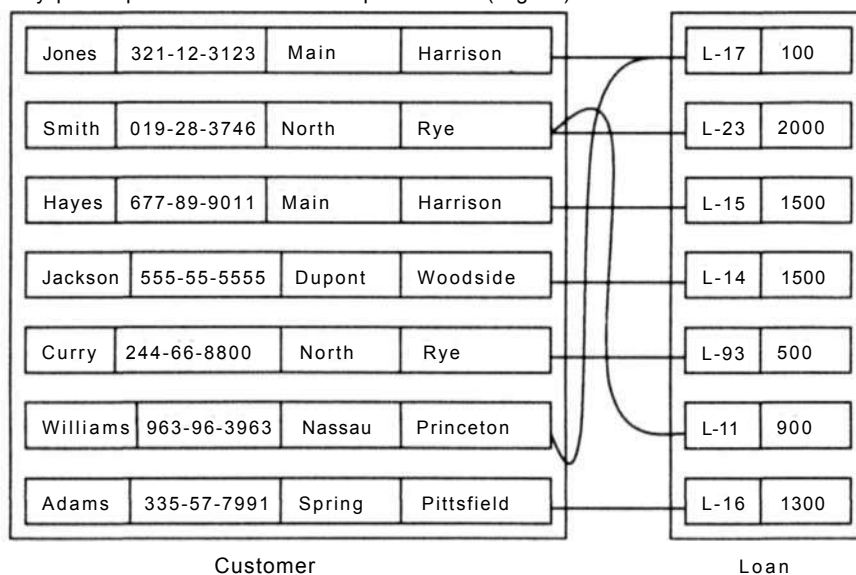 Jones 321-12-3123 Main Harrison L-17 100
Smith 019-28-3746 North Rye L-23 2000
Hayes 677-89-9011 Main Harrison L-15 1500
Jackson 555-55-5555 Dupont Woodside L-14 1500
Curry 244-66-8800 North Rye L-93 500
Williams 963-96-3963 Nassau Princeton L-11 900
Adams 335-57-7991 Spring Pittsfield L-16 1300
Customer Loan